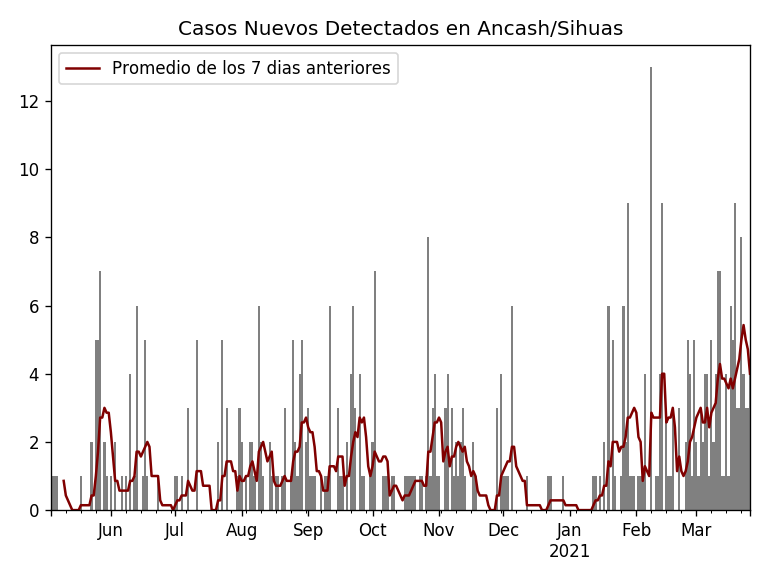 Casos Nuevos Detectados en Ancash/Sihuas
Promedio de los 7 dias anteriores
12
10
8
6
4
2
0
Jun Jul Aug Sep Oct Nov Dec Jan Feb Mar
2021